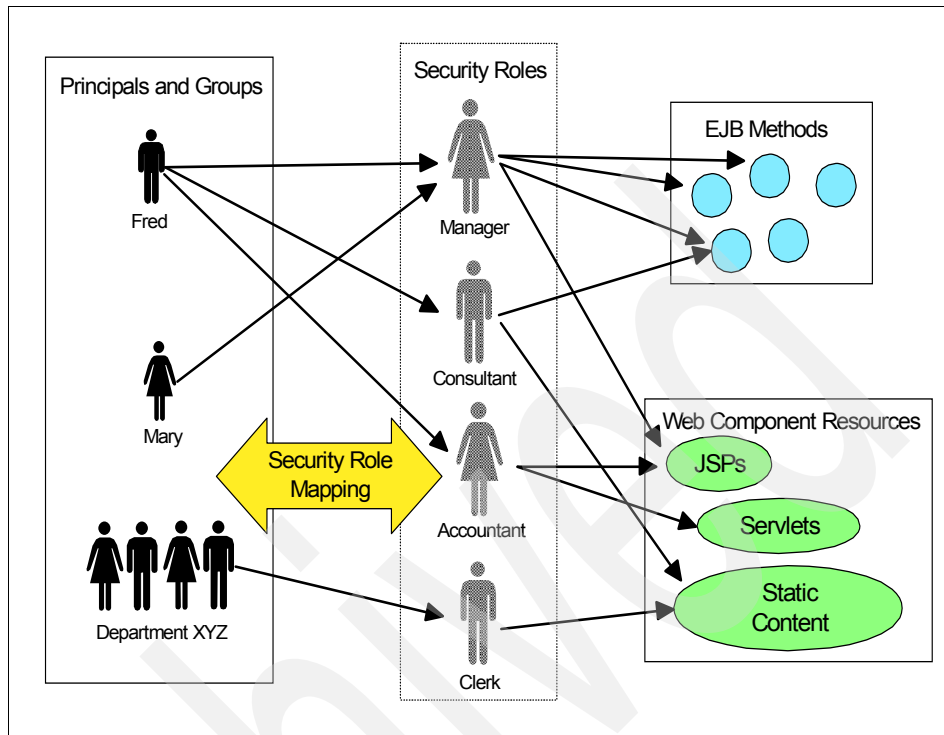 Principals and Groups
Fred
Mary
Department XYZ
Security Role
Mapping
Security Roles
Manager
Consultant
Accountant
Clerk
EJB Methods
Web Component Resources
JSPs
Servlets
Static
Content